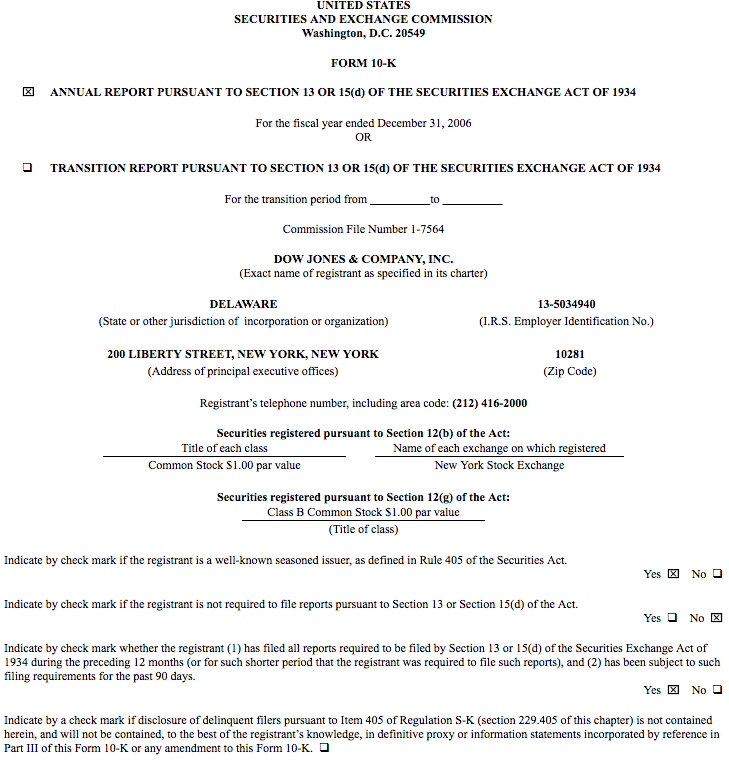 UNITED STATES
SECURITIES AND EXCHANGE COMMISSION
Washington, D.C. 20549
FORM 10-K
☒ ANNUAL REPORT PURSUANT TO SECTION 13 OR 15(d) OF THE SECURITIES EXCHANGE ACT OF 1934
For the fiscal year ended December 31, 2006
OR
❑ TRANSITION REPORT PURSUANT TO SECTION 13 OR 15(d) OF THE SECURITIES EXCHANGE ACT OF 1934
For the transition period from __________to __________
Commission File Number 1-7564
DOW JONES & COMPANY, INC.
(Exact name of registrant as specified in its charter)
DELAWARE 13-5034940
(State or other jurisdiction of incorporation or organization) (I.R.S. Employer Identification No.)
200 LIBERTY STREET, NEW YORK, NEW YORK 10281
(Address of principal executive offices) (Zip Code)
Registrant's telephone number, including area code: (212) 416-2000
Securities registered pursuant to Section 12(b) of the Act:
Title of each class Name of each exchange on which registered
Common Stock $1.00 par value New York Stock Exchange
Securities registered pursuant to Section 12(g) of the Act:
Class B Common Stock $1.00 par value
(Title of class)
Indicate by check mark if the registrant is a well-known seasoned issuer, as defined in Rule 405 of the Securities Act.
Yes ☒ No ❑
Indicate by check mark if the registrant is not required to file reports pursuant to Section 13 or Section 15(d) of the Act.
Yes ❑ No ☒
Indicate by check mark whether the registrant (1) has filed all reports required to be filed by Section 13 or 15(d) of the Securities Exchange Act of
1934 during the preceding 12 months (or for such shorter period that the registrant was required to file such reports), and (2) has been subject to such
filing requirements for the past 90 days.
Yes ☒ No ❑
Indicate by a check mark if disclosure of delinquent filers pursuant to Item 405 of Regulation S-K (section 229.405 of this chapter) is not contained
herein, and will not be contained, to the best of the registrant's knowledge, in definitive proxy or information statements incorporated by reference in
Part III of this Form 10-K or any amendment to this Form 10-K. ❑